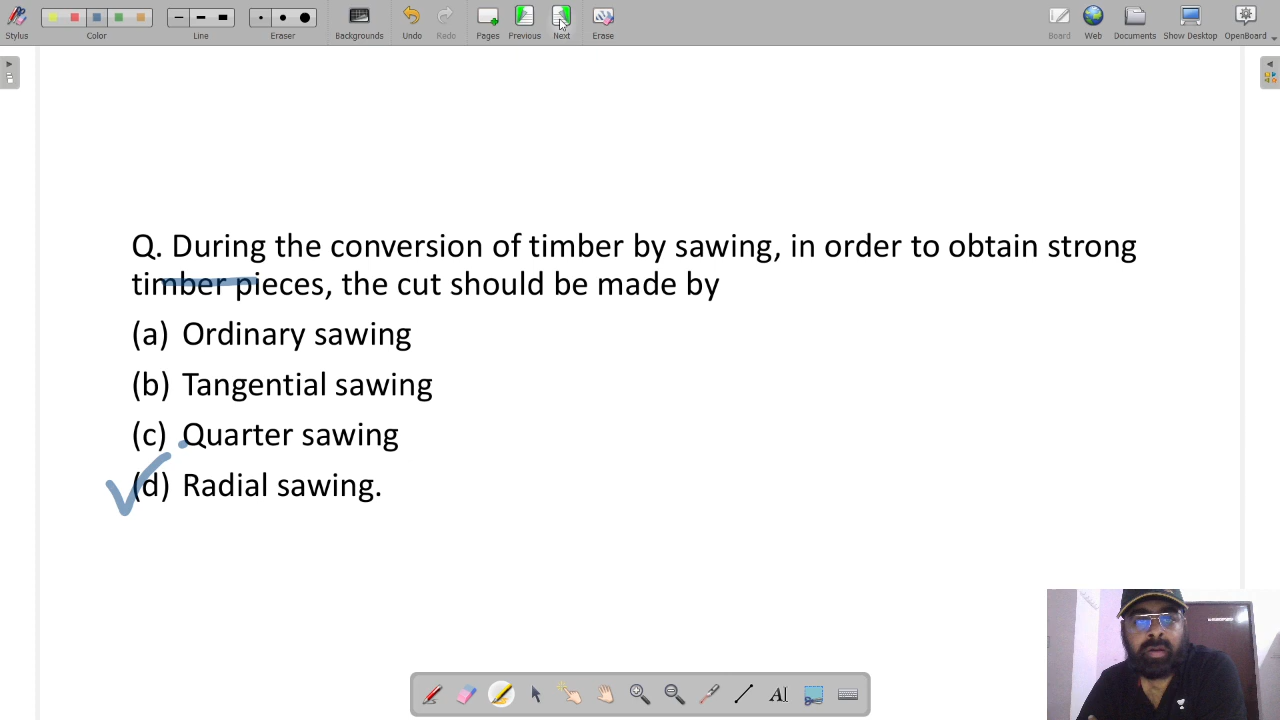 Stylus
Color
Line
Eraser
Backgrounds
Undo
Redo
Pages
Previous
Next
Erase
Board
Web
Documents
Show Desktop
OpenBoard
Q. During the conversion of timber by sawing, in order to obtain strong
timber pieces, the cut should be made by
(a) Ordinary sawing
(b) Tangential sawing
(c) Quarter sawing
(d) Radial sawing.
AI